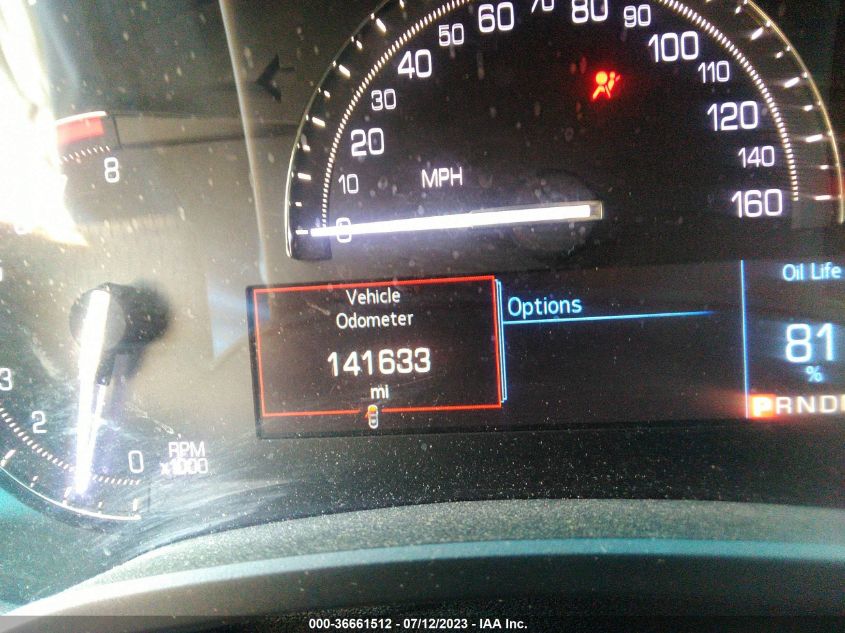 60 70 80
50 90
40 100
30 110
20 120
10 MPH 140
0 160
8
Vehicle
Odometer
141633
mi
Options
Oil Life
81
%
PRND
3
2
0
RPM
x1000
000-36661512 - 07/12/2023 - IAA Inc.